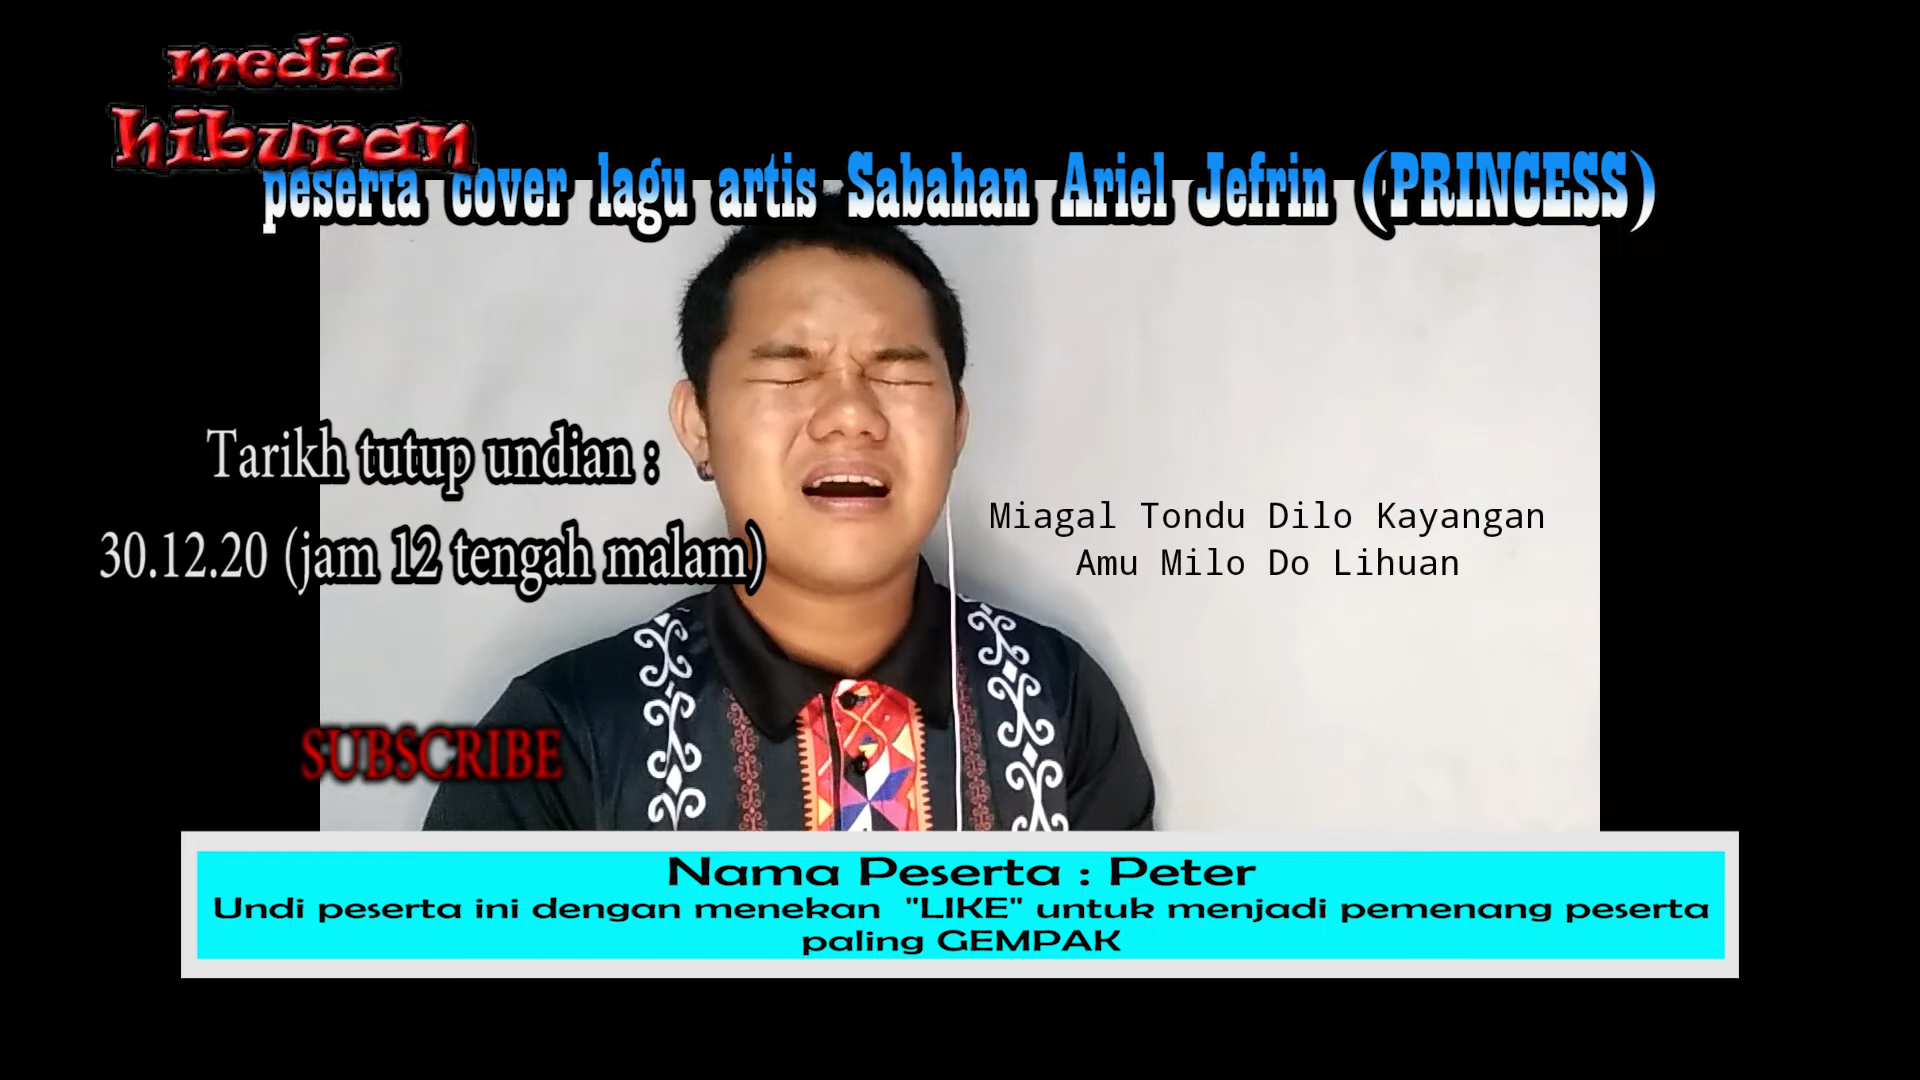 media
hiburan
peserta cover lagu artis Sabahan Ariel Jefrin (PRINCESS)
Tarikh tutup undian :
30.12.20 (jam 12 tengah malam)
Miagal Tondu Dilo Kayangan
Amu Milo Do Lihuan
SUBSCRIBE
Nama Peserta : Peter
Undi peserta ini dengan menekan "LIKE" untuk menjadi pemenang peserta
paling GEMPAK